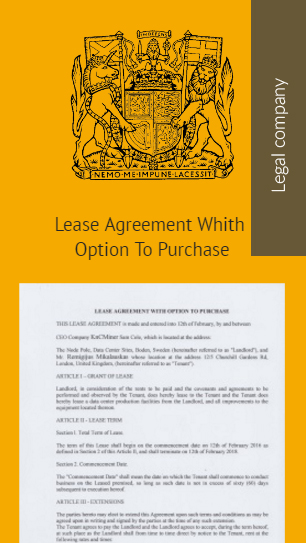 IN DEFENS
NEMO·ME·IMPUNE·LACESSIT
Legal company
Lease Agreement Whith
Option To Purchase
LEASE AGREEMENT WITH OPTION TO PURCHASE
THIS LEASE AGREEMENT is made and entered into 12th of February, by and between
CEO Company KnCMiner Sam Cole, which is located at the address:
The Node Pole, Data Center Sites, Boden, Sweden (hereinafter referred to as "Landlord"), and
Mr. Remigijus Mikalauskas whose location at the address 125 Churchill Gardens Rd,
London, United Kingdom, (hereinafter referred to as "Tenant").
ARTICLE I - GRANT OF LEASE
Landlord, in consideration of the rents to be paid and the covenants and agreements to be
performed and observed by the Tenant, does hereby lease to the Tenant and the Tenant does
hereby lease a data center production facilities from the Landlord, and all improvements to the
equipment located thereon.
ARTICLE II - LEASE TERM
Section 1. Total Term of Lease.
The term of this Lease shall begin on the commencement date on 12th of February 2016 as
defined in Section 2 of this Article II, and shall terminate on 12th of February 2018.
Section 2. Commencement Date.
The "Commencement Date" shall mean the date on which the Tenant shall commence to conduct
business on the Leased premised, so long as such date is not in excess of sixty (60) days
subsequent to execution hereof.
ARTICLE III - EXTENSIONS
The parties hereto may elect to extend this Agreement upon such terms and conditions as may be
agreed upon in writing and signed by the parties at the time of any such extension.
The Tenant agrees to pay the Landlord and the Landlord agrees to accept, during the term hereof,
at such place as the Landlord shall from time to time direct by notice to the Tenant, rent at the
following rates and times: